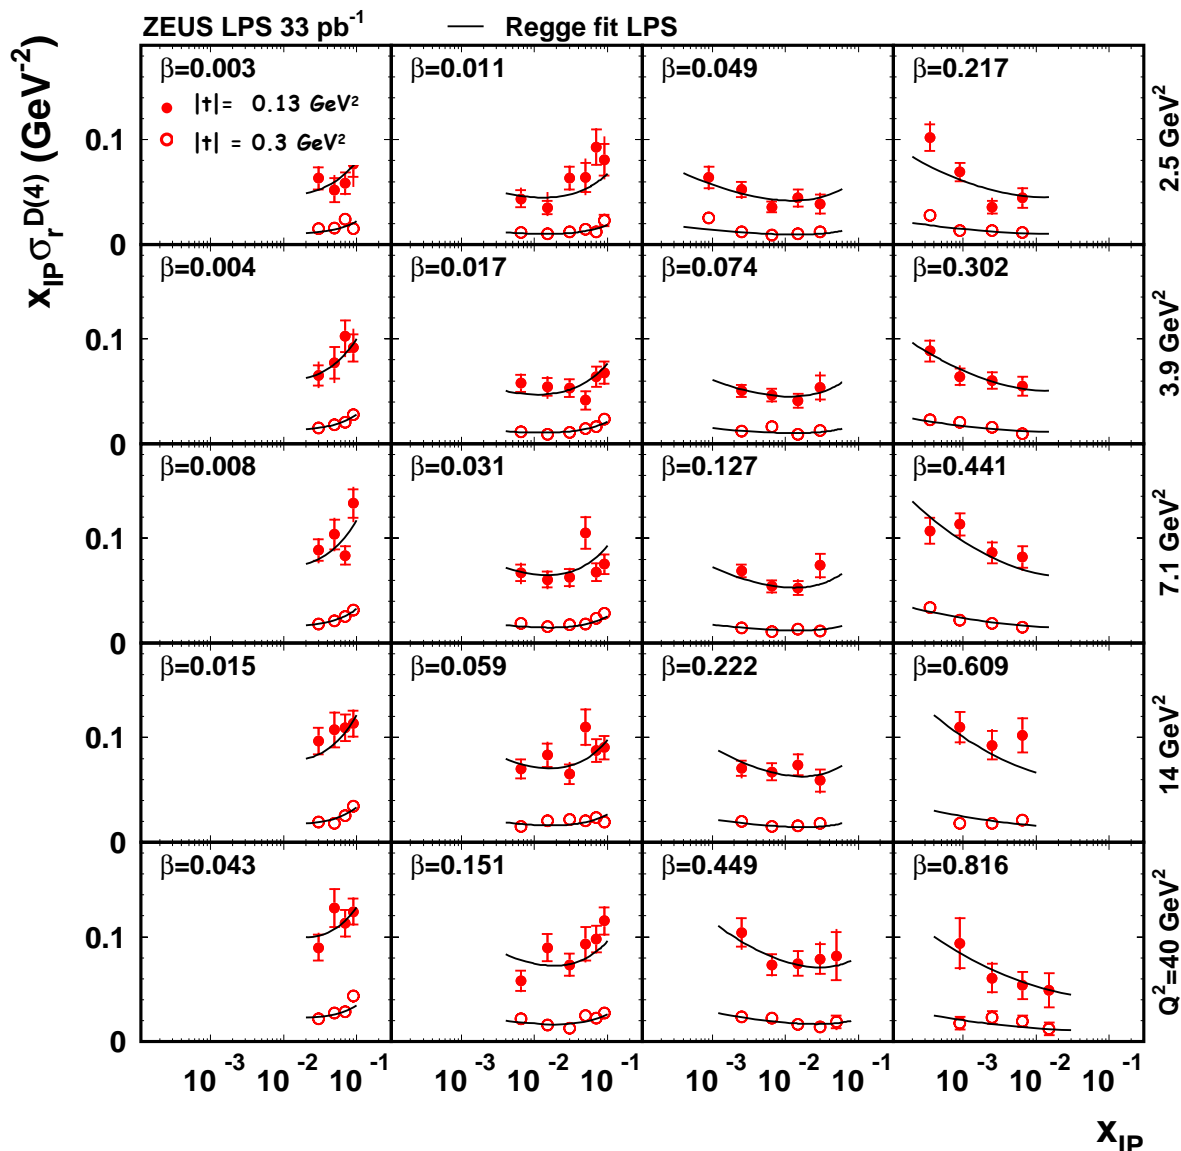 ZEUS LPS 33 pb-1 — Regge fit LPS
xIPσrD(4) (GeV-2)
β=0.003 β=0.011 β=0.049 β=0.217
|t|= 0.13 GeV2
|t| = 0.3 GeV2
0.1
0
2.5 GeV2
β=0.004 β=0.017 β=0.074 β=0.302
0.1
0
3.9 GeV2
β=0.008 β=0.031 β=0.127 β=0.441
0.1
0
7.1 GeV2
β=0.015 β=0.059 β=0.222 β=0.609
0.1
0
14 GeV2
β=0.043 β=0.151 β=0.449 β=0.816
0.1
0
Q2=40 GeV2
10-3 10-2 10-1 10-3 10-2 10-1 10-3 10-2 10-1 10-3 10-2 10-1
xIP